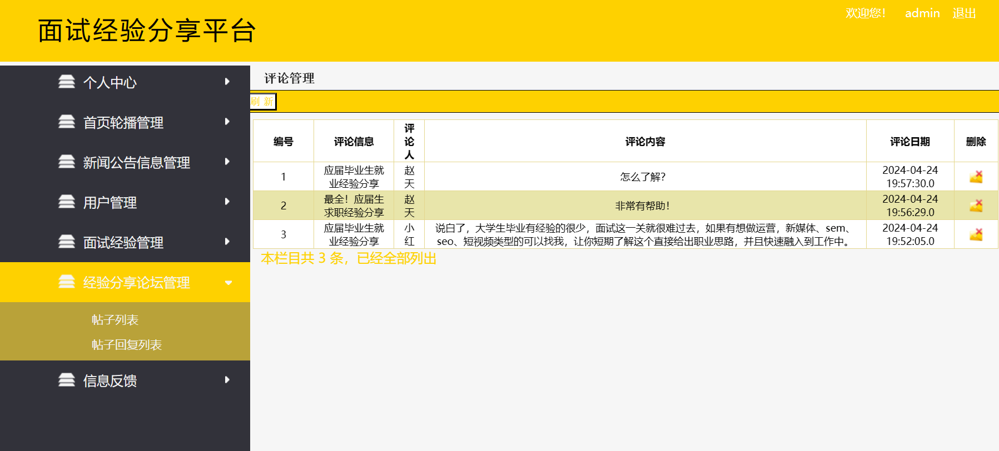 面试经验分享平台
欢迎您！ admin 退出
个人中心
首页轮播管理
新闻公告信息管理
用户管理
面试经验管理
经验分享论坛管理
帖子列表
帖子回复列表
信息反馈
评论管理
刷 新
编号 评论信息 评论人 评论内容 评论日期 删除
1 应届毕业生就业经验分享 赵天 怎么了解？ 2024-04-24 19:57:30.0
2 最全！应届生求职经验分享 赵天 非常有帮助！ 2024-04-24 19:56:29.0
3 应届毕业生就业经验分享 小红 说白了，大学生毕业有经验的很少，面试这一关就很难过去，如果有想做运营，新媒体、sem、seo、短视频类型的可以找我，让你短期了解这个直接给出职业思路，并且快速融入到工作中。 2024-04-24 19:52:05.0
本栏目共 3 条，已经全部列出